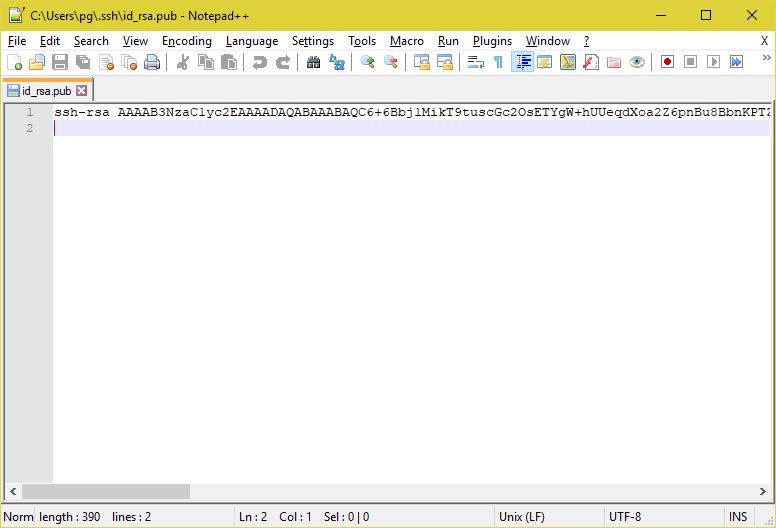 C:\Users\pg\.ssh\id_rsa.pub - Notepad++
File Edit Search View Encoding Language Settings Tools Macro Run Plugins Window ? X
id_rsa.pub
1 ssh-rsa AAAAB3NzaC1yc2EAAAADAQABAAABAQC6+6Bbj1MikT9tuscGc2OsETYgW+hUUeqdXoa2Z6pnBu8BbnKPTZ
2
Norm length : 390 lines : 2 Ln : 2 Col : 1 Sel : 0 | 0 Unix (LF) UTF-8 INS